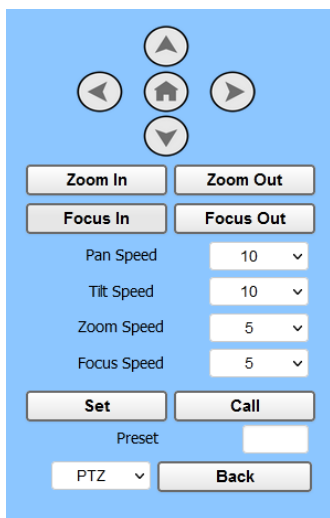 Zoom In Zoom Out
Focus In Focus Out
Pan Speed 10
Tilt Speed 10
Zoom Speed 5
Focus Speed 5
Set Call
Preset
PTZ Back